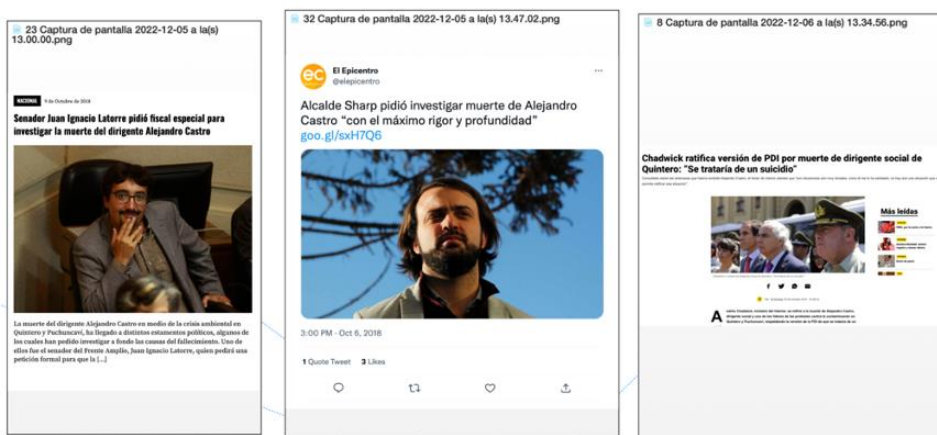 23 Captura de pantalla 2022-12-05 a la(s)
13.00.00.png
NACIONAL 9 de Octubre de 2018
Senador Juan Ignacio Latorre pidió fiscal especial para
investigar la muerte del dirigente Alejandro Castro
La muerte del dirigente Alejandro Castro en medio de la crisis ambiental en
Quintero y Puchuncaví, ha llegado a distintos estamentos políticos, algunos de
los cuales han pedido investigar a fondo las causas del fallecimiento. Uno de
ellos fue el senador del Frente Amplio, Juan Ignacio Latorre, quien pedirá una
petición formal para que la [...]
32 Captura de pantalla 2022-12-05 a la(s) 13.47.02.png
ec
El Epicentro
@elepicentro
Alcalde Sharp pidió investigar muerte de Alejandro
Castro “con el máximo rigor y profundidad”
goo.gl/sxH7Q6
3:00 PM · Oct 6, 2018
1 Quote Tweet 3 Likes
8 Captura de pantalla 2022-12-06 a la(s) 13.34.56.png
Chadwick ratifica versión de PDI por muerte de dirigente social de
Quintero: “Se trataría de un suicidio”
Más leídas